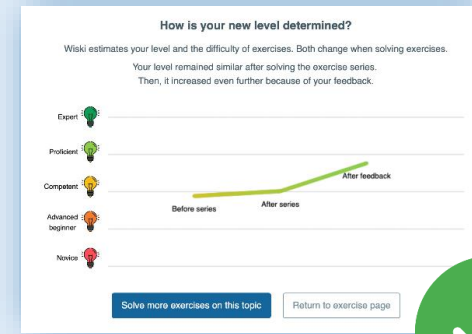 How is your new level determined?
Wiski estimates your level and the difficulty of exercises. Both change when solving exercises.
Your level remained similar after solving the exercise series.
Then, it increased even further because of your feedback.
Expert
Proficient
Competent
Advanced
beginner
Novice
Before series
After series
After feedback
Solve more exercises on this topic
Return to exercise page